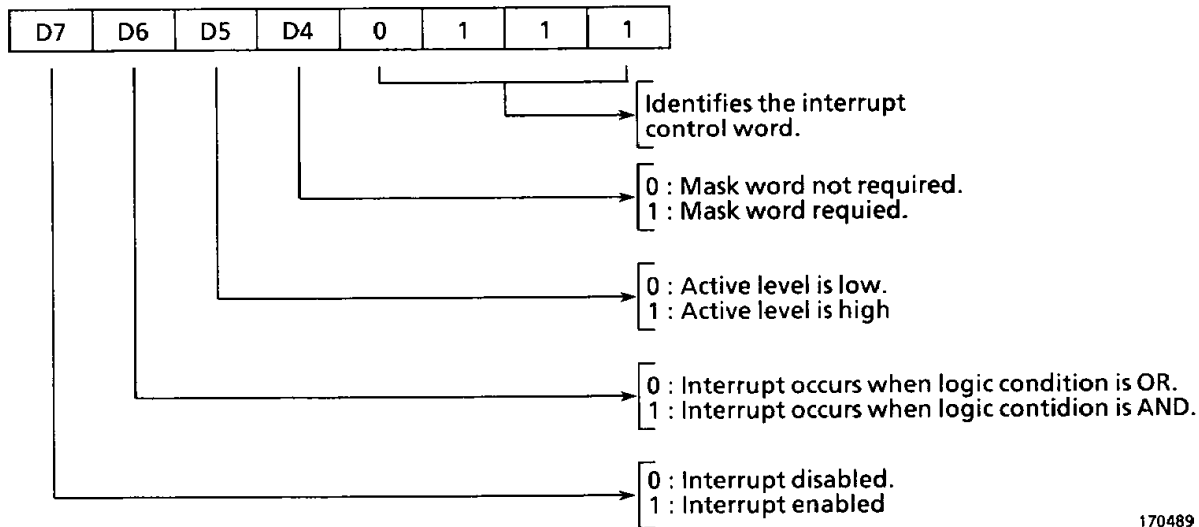 D7 D6 D5 D4 0 1 1 1
Identifies the interrupt
control word.
0 : Mask word not required.
1 : Mask word requied.
0 : Active level is low.
1 : Active level is high
0 : Interrupt occurs when logic condition is OR.
1 : Interrupt occurs when logic contidion is AND.
0 : Interrupt disabled.
1 : Interrupt enabled
170489